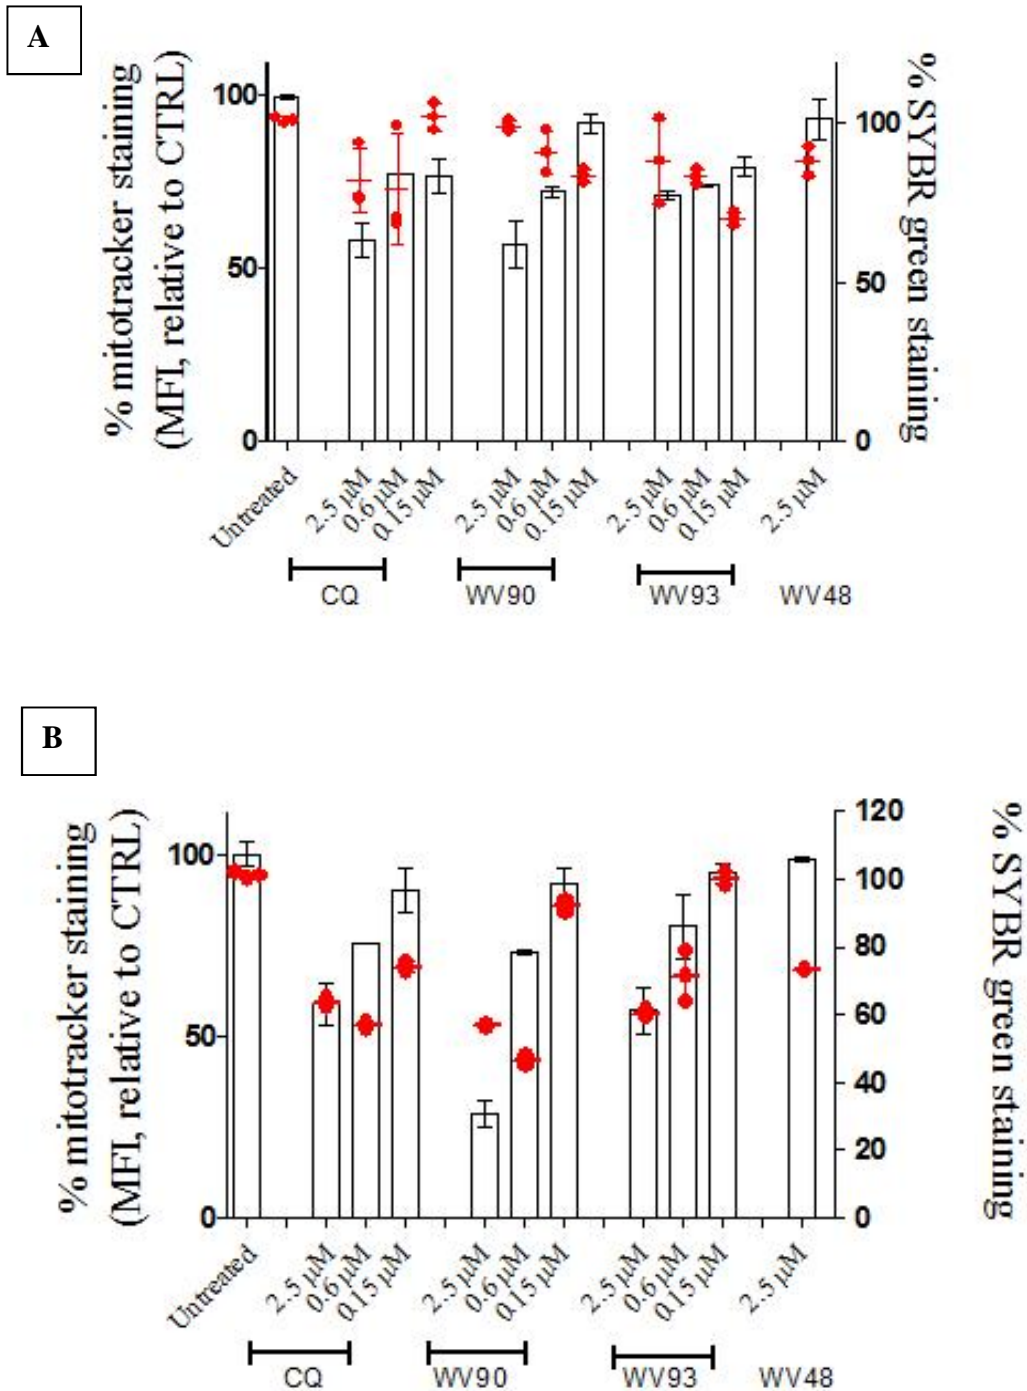 A
% mitotracker staining
(MFI, relative to CTRL)
100
50
0
100
50
0
% SYBR green staining
Untreated
2.5 µM
0.6 µM
0.15 µM
2.5 µM
0.6 µM
0.15 µM
2.5 µM
0.6 µM
0.15 µM
2.5 µM
CQ
WV90
WV93
WV48
B
% mitotracker staining
(MFI, relative to CTRL)
100
50
0
120
100
80
60
40
20
0
% SYBR green staining
Untreated
2.5 µM
0.6 µM
0.15 µM
2.5 µM
0.6 µM
0.15 µM
2.5 µM
0.6 µM
0.15 µM
2.5 µM
CQ
WV90
WV93
WV48